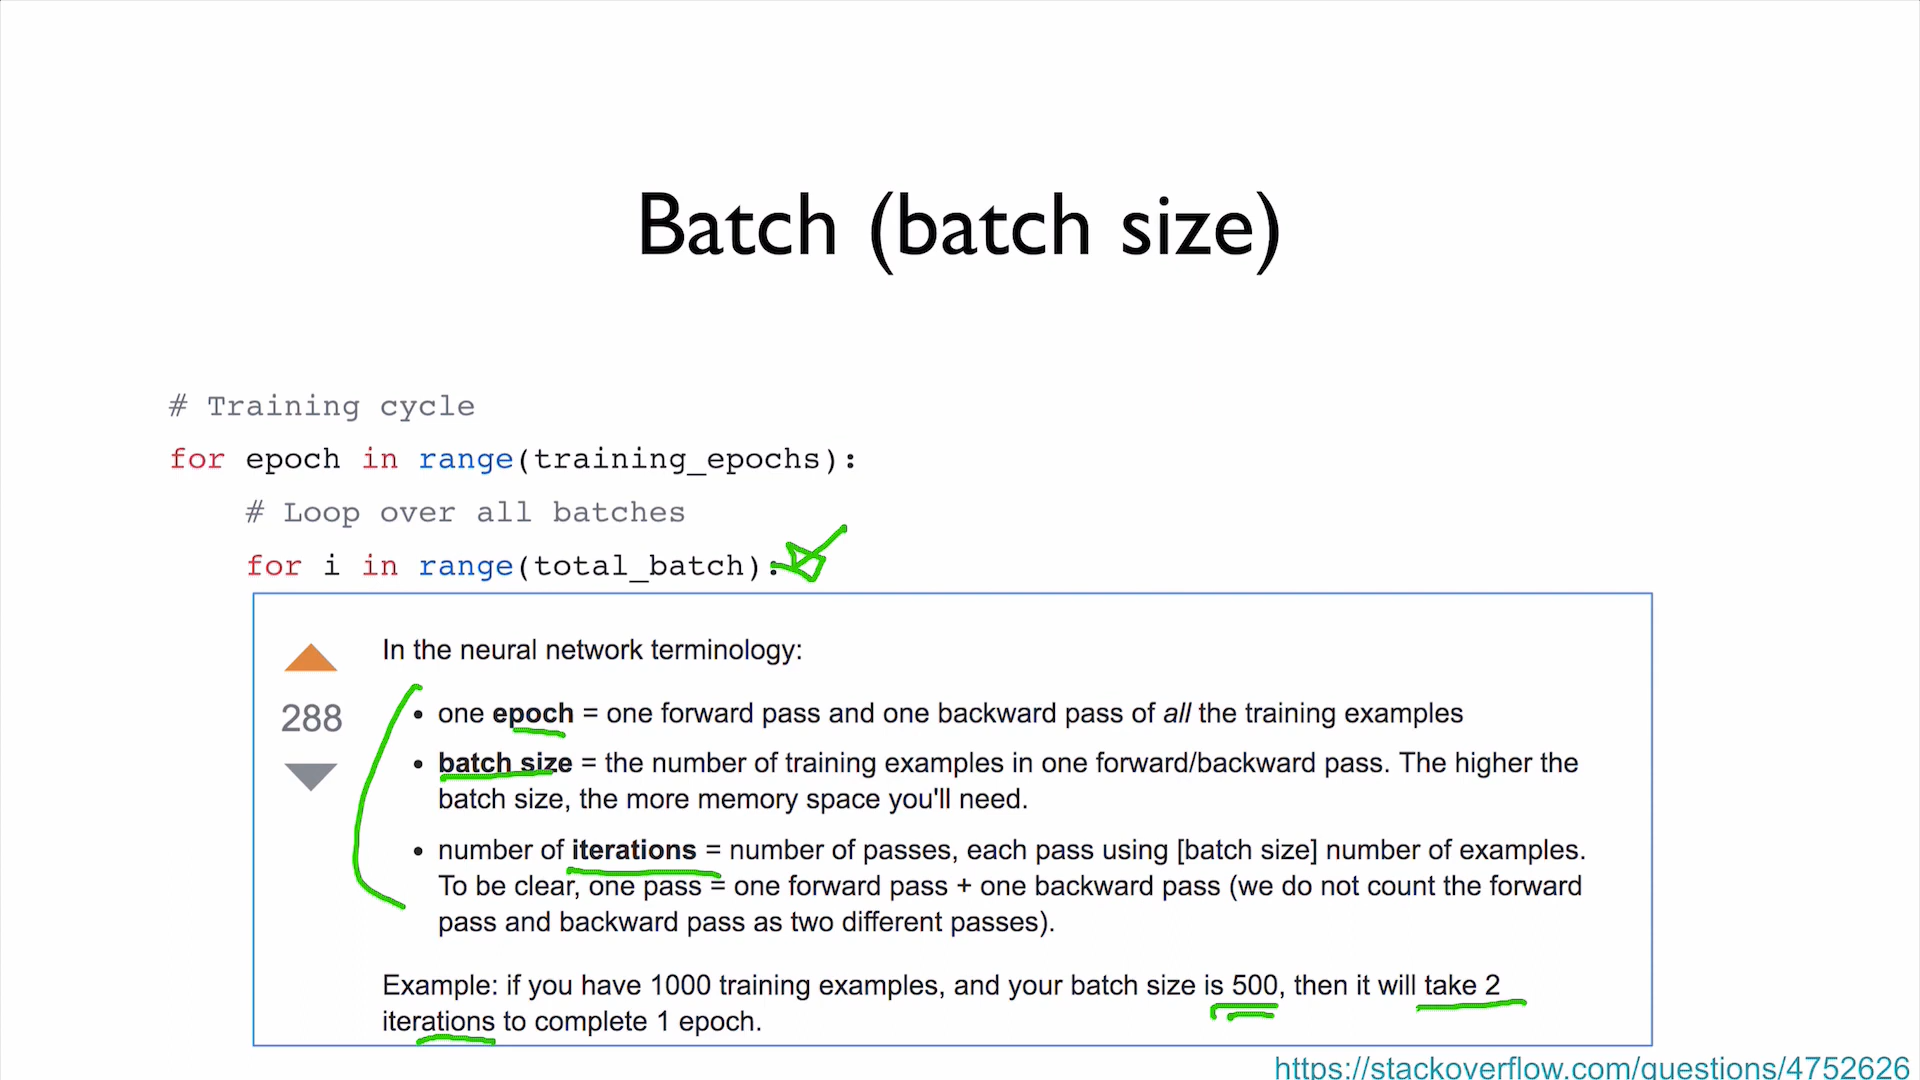 Batch (batch size)
# Training cycle
for epoch in range(training_epochs):
# Loop over all batches
for i in range(total_batch):
In the neural network terminology:
288
• one epoch = one forward pass and one backward pass of all the training examples
• batch size = the number of training examples in one forward/backward pass. The higher the
batch size, the more memory space you'll need.
• number of iterations = number of passes, each pass using [batch size] number of examples.
To be clear, one pass = one forward pass + one backward pass (we do not count the forward
pass and backward pass as two different passes).
Example: if you have 1000 training examples, and your batch size is 500, then it will take 2
iterations to complete 1 epoch.
https://stackoverflow.com/questions/4752626